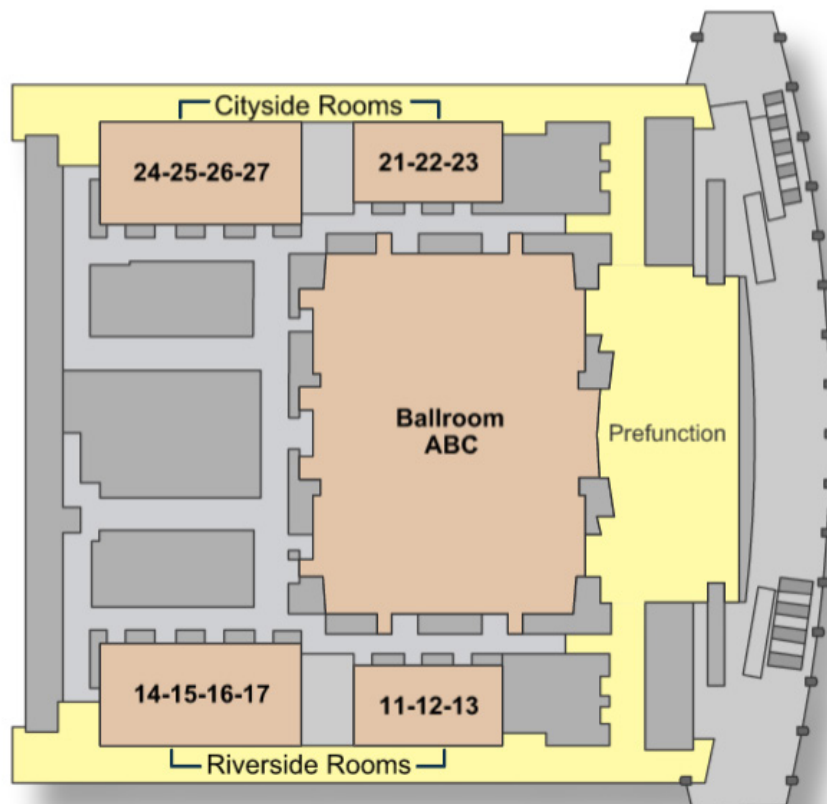 Cityside Rooms
24-25-26-27
21-22-23
Ballroom
ABC
Prefunction
14-15-16-17
11-12-13
Riverside Rooms